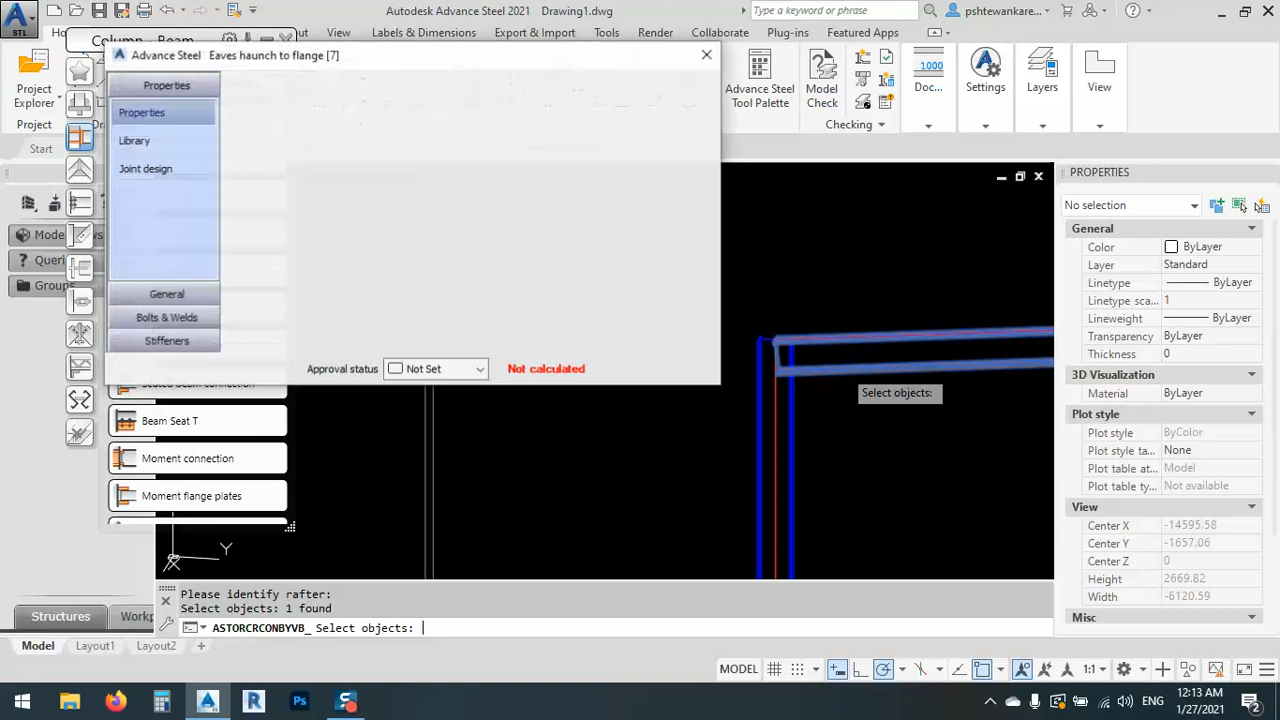 Autodesk Advance Steel 2021 Drawing1.dwg
Type a keyword or phrase
pshtewankare...
STL
Column - Beam
View
Labels & Dimensions
Export & Import
Tools
Render
Collaborate
Plug-ins
Featured Apps
Project
Explorer
Project
Advance Steel
Tool Palette
Model
Check
Checking
1000
Doc...
Settings
Layers
View
Start
Advance Steel Eaves haunch to flange [7]
Properties
Properties
Library
Joint design
General
Bolts & Welds
Stiffeners
Approval status
Not Set
Not calculated
Queri
Groups
Beam Seat T
Moment connection
Moment flange plates
Y
X
Select objects:
PROPERTIES
No selection
General
Color ByLayer
Layer Standard
Linetype ByLayer
Linetype sca... 1
Lineweight ByLayer
Transparency ByLayer
Thickness 0
3D Visualization
Material ByLayer
Plot style
Plot style ByColor
Plot style ta... None
Plot table at... Model
Plot table ty... Not available
View
Center X -14595.58
Center Y -1657.06
Center Z 0
Height 2669.82
Width -6120.59
Misc
Please identify rafter:
Select objects: 1 found
ASTORCRCONBYVB_ Select objects:
Structures
Workp
Model Layout1 Layout2 +
MODEL
1:1
A STL
R
Ps
S
ENG
12:13 AM
1/27/2021
2